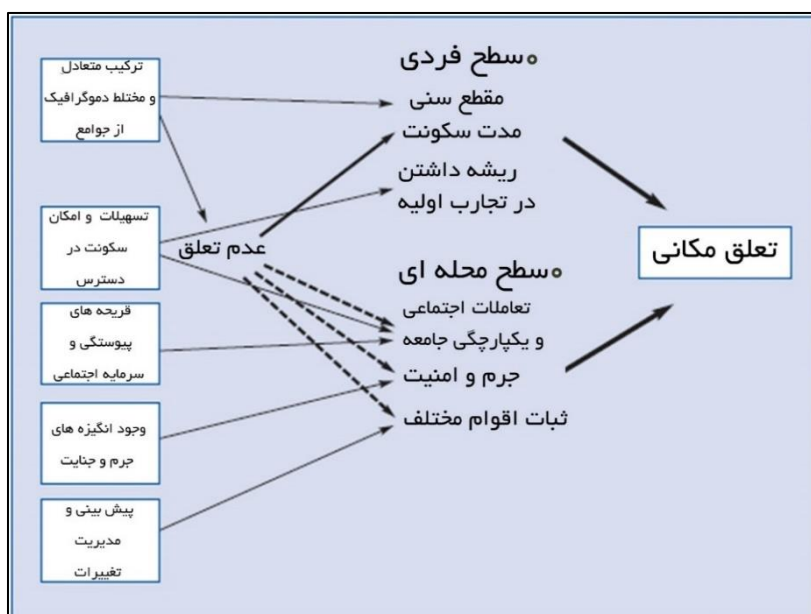 سطح فردی
مقطع سنی
مدت سکونت
ریشه داشتن
در تجارب اولیه
ترکیب متعادل
و مختلط دموگرافیک
از جوامع
تسهیلات و امکان
سکونت در
دسترس
عدم تعلق
تعلق مکانی
سطح محله ای
تعاملات اجتماعی
و یکپارچگی جامعه
جرم و امنیت
ثبات اقوام مختلف
قریحه های
پیوستگی و
سرمایه اجتماعی
وجود انگیزه های
جرم و جنایت
پیش بینی و
مدیریت
تغییرات